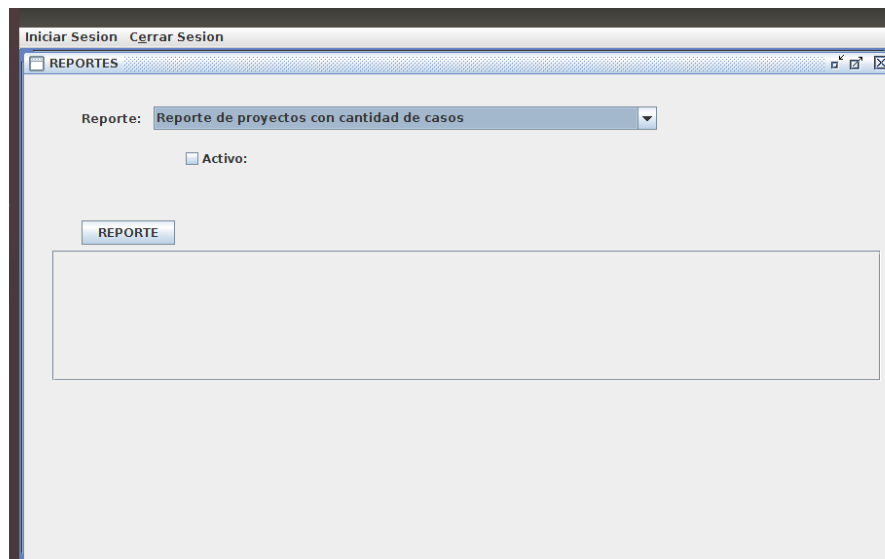 Iniciar Sesion Cerrar Sesion
REPORTES
Reporte: Reporte de proyectos con cantidad de casos
Activo:
REPORTE